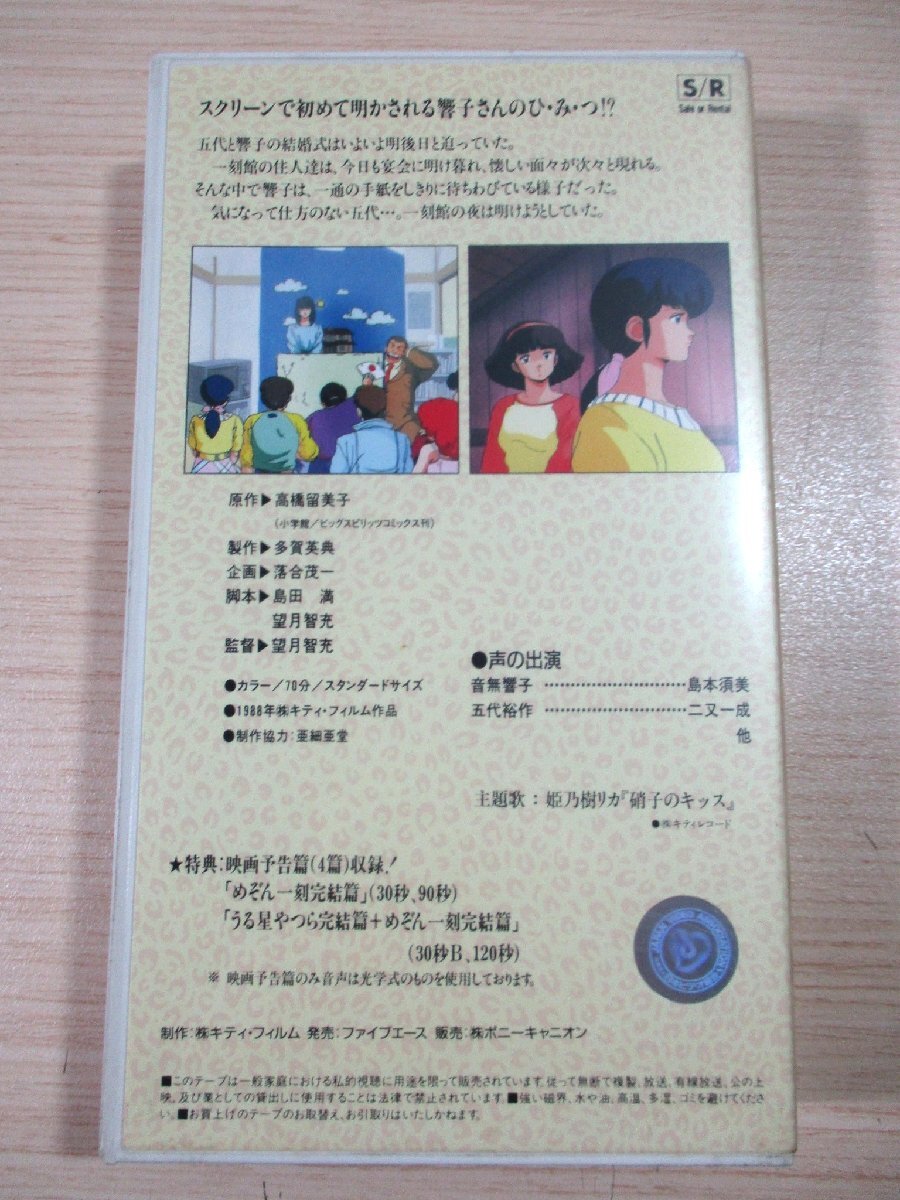 S/R
Sale or Rental
スクリーンで初めて明かされる響子さんのひ・み・つ!?
五代と響子の結婚式はいよいよ明後日と迫っていた。
一刻館の住人達は、今日も宴会に明け暮れ、懐しい面々が次々と現れる。
そんな中で響子は、一通の手紙をしきりに待ちわびている様子だった。
気になって仕方のない五代…。一刻館の夜は明けようとしていた。
原作▶高橋留美子
(小学館/ビッグスピリッツコミックス刊)
製作▶多賀英典
企画▶落合茂一
脚本▶島田 満
望月智充
監督▶望月智充
●カラー/70分/スタンダードサイズ
●1988年㈱キティ・フィルム作品
●制作協力:亜細亜堂
●声の出演
音無響子 …………………………島本須美
五代裕作 …………………………二又一成
他
主題歌:姫乃樹リカ『硝子のキッス』
●㈱キティレコード
★特典:映画予告篇(4篇)収録!
「めぞん一刻完結篇」(30秒、90秒)
「うる星やつら完結篇+めぞん一刻完結篇」
(30秒B、120秒)
※ 映画予告篇のみ音声は光学式のものを使用しております。
JAPAN VIDEO ASSOCIATION
制作:㈱キティ・フィルム 発売:ファイブエース 販売:㈱ポニーキャニオン
■このテープは一般家庭における私的視聴に用途を限って販売されています。従って無断で複製、放送、有線放送、公の上
映、及び業としての貸出しに使用することは法律で禁止されています。■強い磁界、水や油、高温、多湿、ゴミを避けてくださ
い。■お買上げのテープのお取替え、お引取りはいたしかねます。